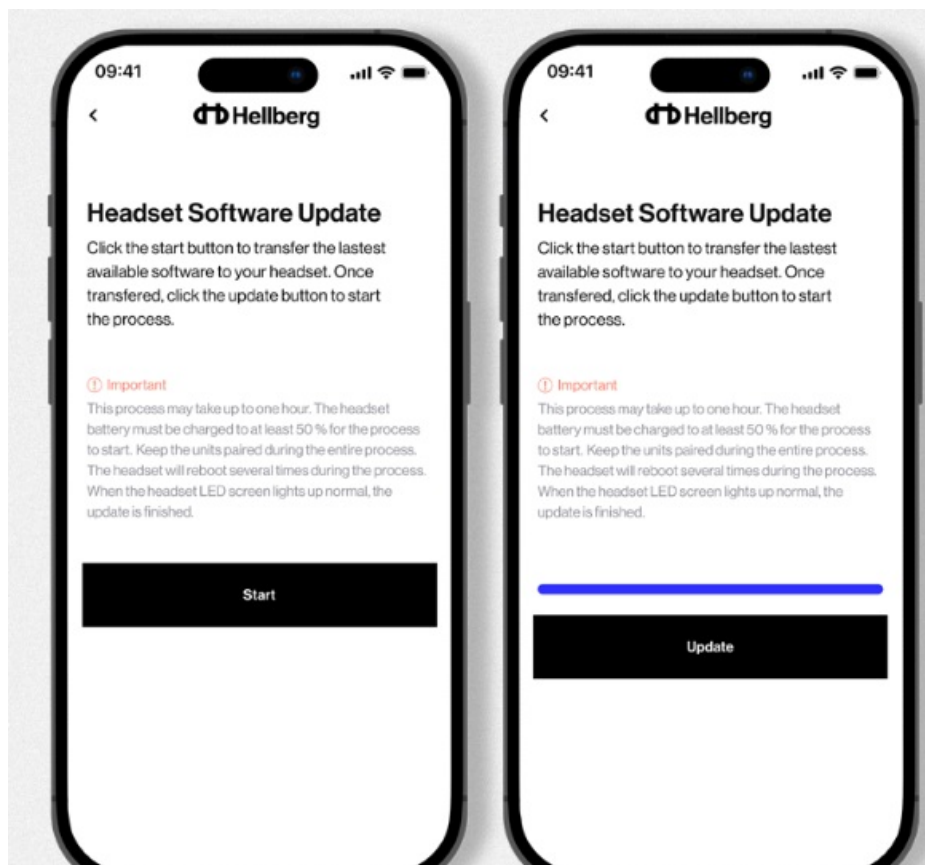 09:41
Hellberg
Headset Software Update
Click the start button to transfer the lastest
available software to your headset. Once
transfered, click the update button to start
the process.
Important
This process may take up to one hour. The headset
battery must be charged to at least 50 % for the process
to start. Keep the units paired during the entire process.
The headset will reboot several times during the process.
When the headset LED screen lights up normal, the
update is finished.
Start
09:41
Hellberg
Headset Software Update
Click the start button to transfer the lastest
available software to your headset. Once
transfered, click the update button to start
the process.
Important
This process may take up to one hour. The headset
battery must be charged to at least 50 % for the process
to start. Keep the units paired during the entire process.
The headset will reboot several times during the process.
When the headset LED screen lights up normal, the
update is finished.
Update